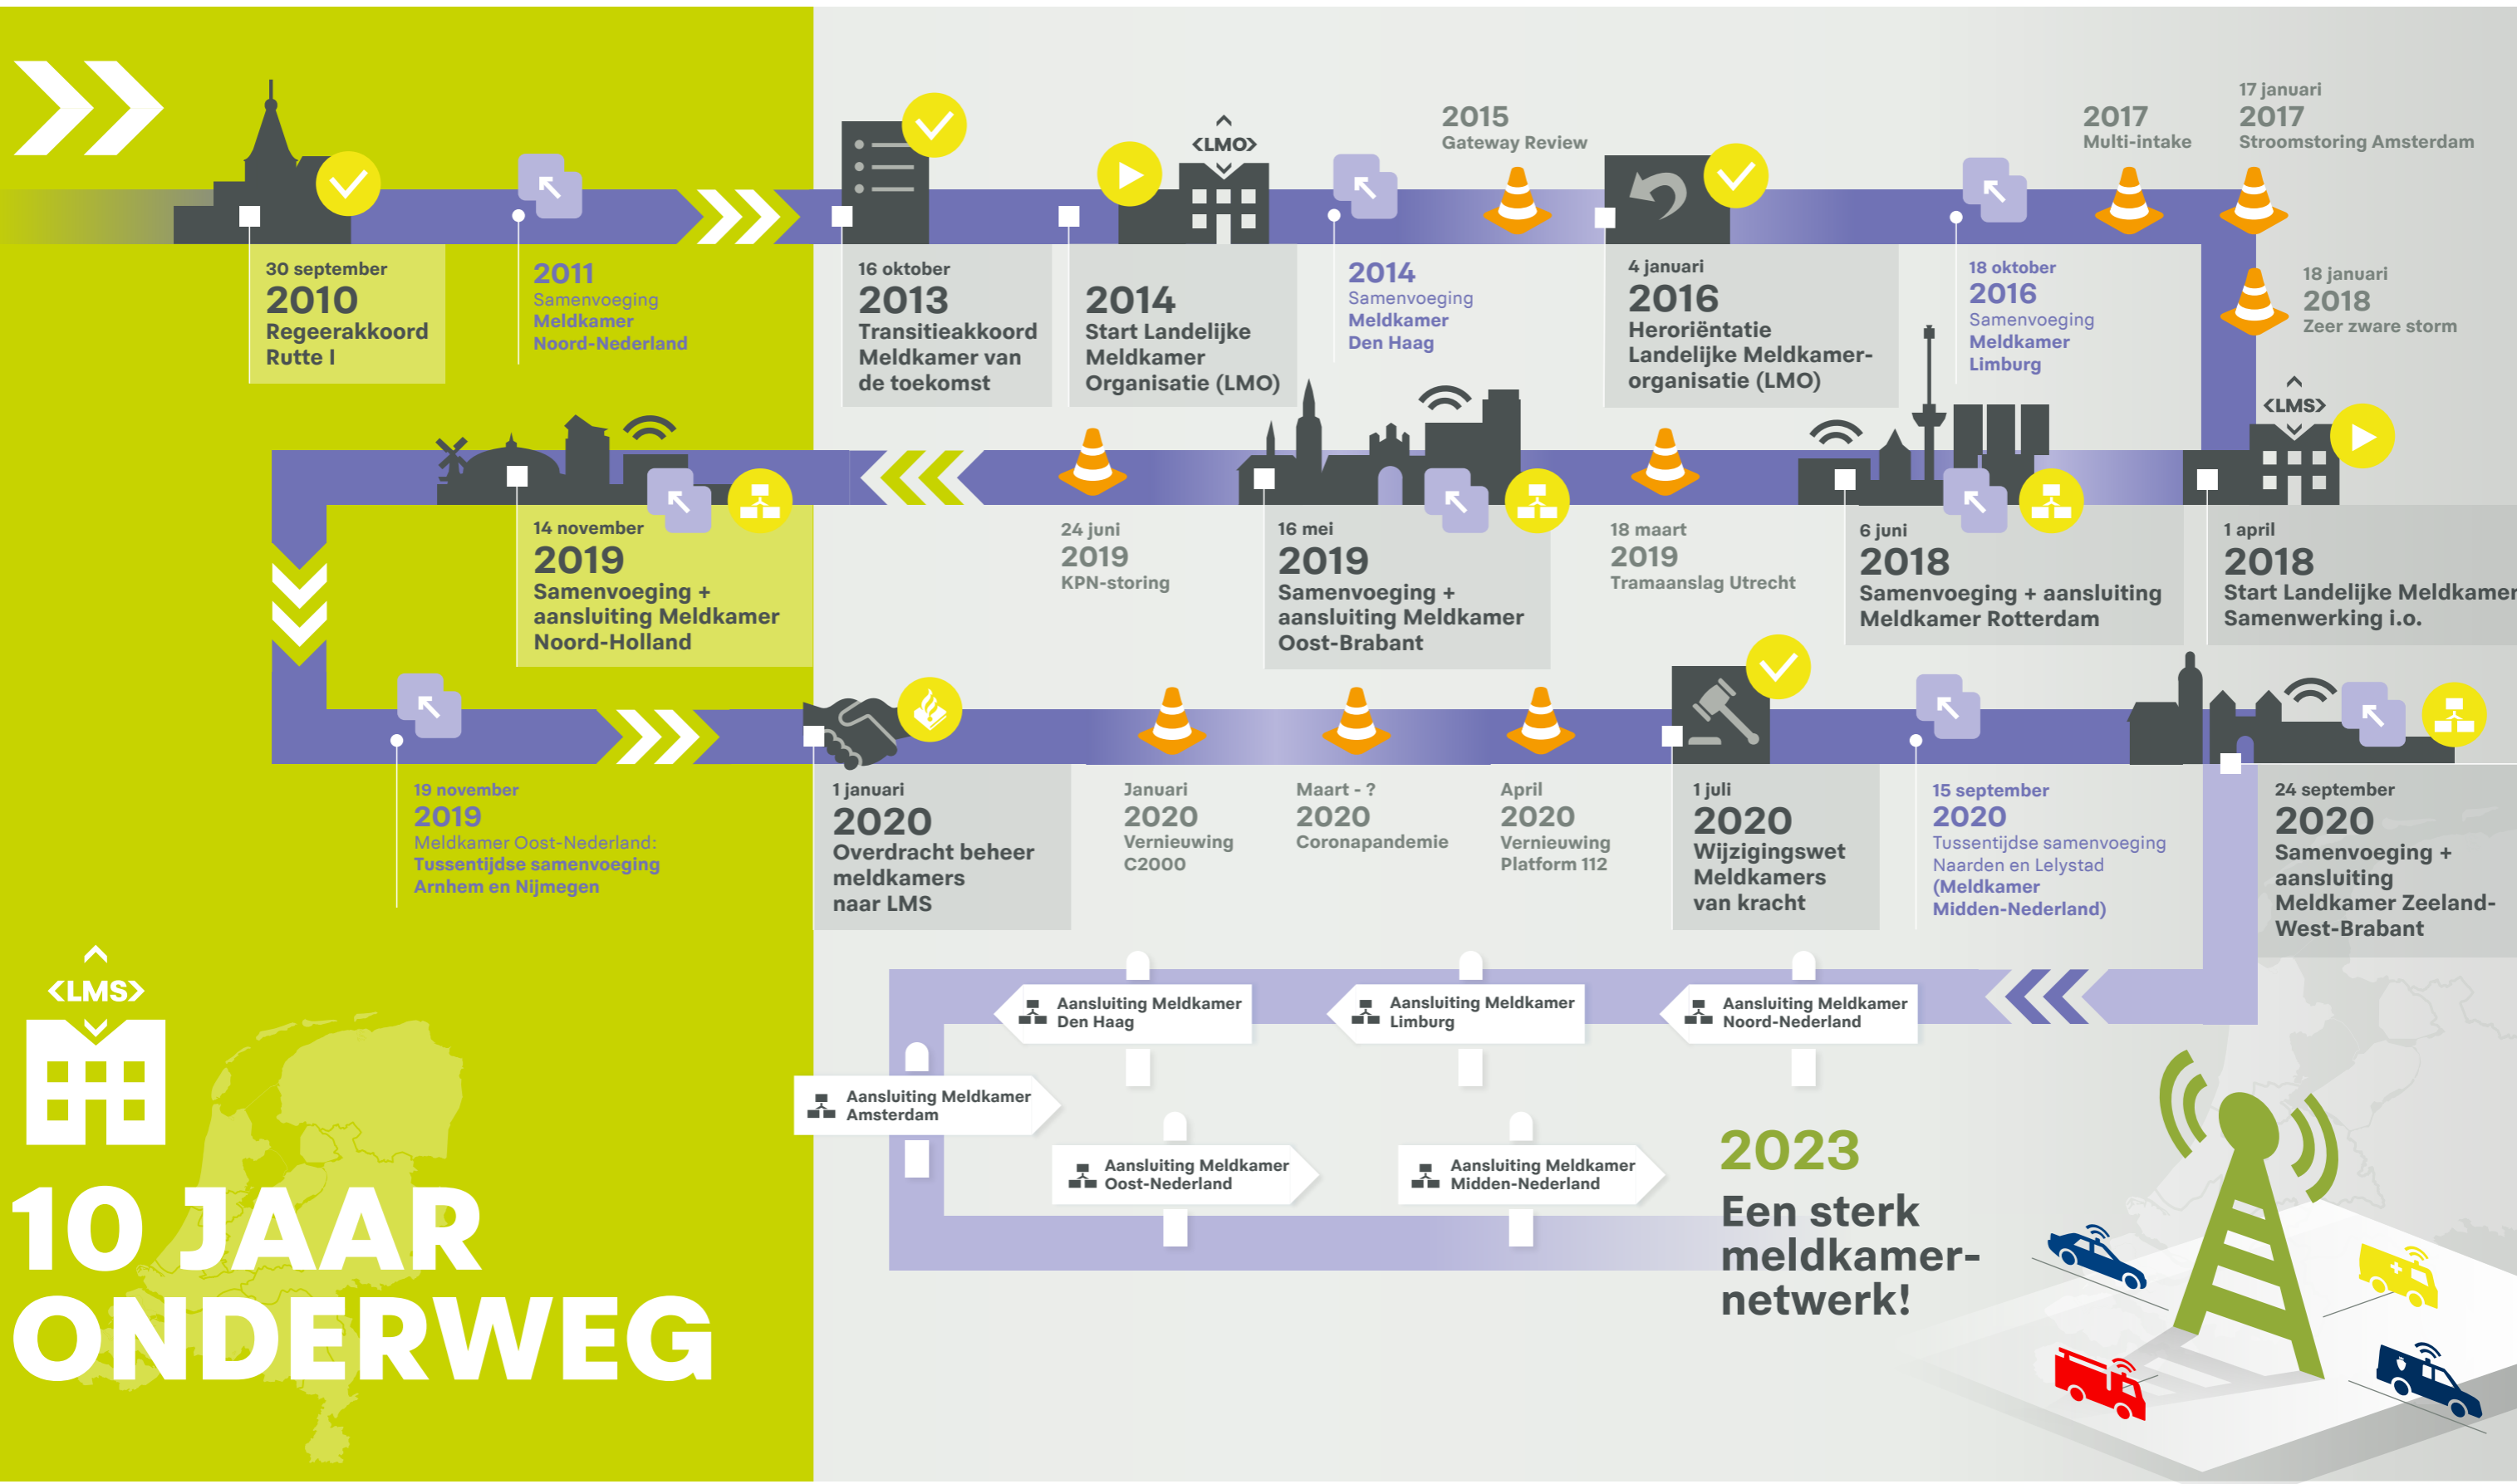 30 september
2010
Regeerakkoord
Rutte I
2011
Samenvoeging
Meldkamer
Noord-Nederland
16 oktober
2013
Transitieakkoord
Meldkamer van
de toekomst
<LMO>
2014
Start Landelijke
Meldkamer
Organisatie (LMO)
2014
Samenvoeging
Meldkamer
Den Haag
2015
Gateway Review
4 januari
2016
Heroriëntatie
Landelijke Meldkamer-
organisatie (LMO)
18 oktober
2016
Samenvoeging
Meldkamer
Limburg
2017
Multi-intake
17 januari
2017
Stroomstoring Amsterdam
18 januari
2018
Zeer zware storm
<LMS>
1 april
2018
Start Landelijke Meldkamer
Samenwerking i.o.
6 juni
2018
Samenvoeging + aansluiting
Meldkamer Rotterdam
18 maart
2019
Tramaanslag Utrecht
16 mei
2019
Samenvoeging +
aansluiting Meldkamer
Oost-Brabant
24 juni
2019
KPN-storing
14 november
2019
Samenvoeging +
aansluiting Meldkamer
Noord-Holland
19 november
2019
Meldkamer Oost-Nederland:
Tussentijdse samenvoeging
Arnhem en Nijmegen
1 januari
2020
Overdracht beheer
meldkamers
naar LMS
Januari
2020
Vernieuwing
C2000
Maart - ?
2020
Coronapandemie
April
2020
Vernieuwing
Platform 112
1 juli
2020
Wijzigingswet
Meldkamers
van kracht
15 september
2020
Tussentijdse samenvoeging
Naarden en Lelystad
(Meldkamer
Midden-Nederland)
24 september
2020
Samenvoeging +
aansluiting
Meldkamer Zeeland-
West-Brabant
Aansluiting Meldkamer
Noord-Nederland
Aansluiting Meldkamer
Limburg
Aansluiting Meldkamer
Den Haag
Aansluiting Meldkamer
Amsterdam
Aansluiting Meldkamer
Oost-Nederland
Aansluiting Meldkamer
Midden-Nederland
2023
Een sterk
meldkamer-
netwerk!
<LMS>
10 JAAR
ONDERWEG